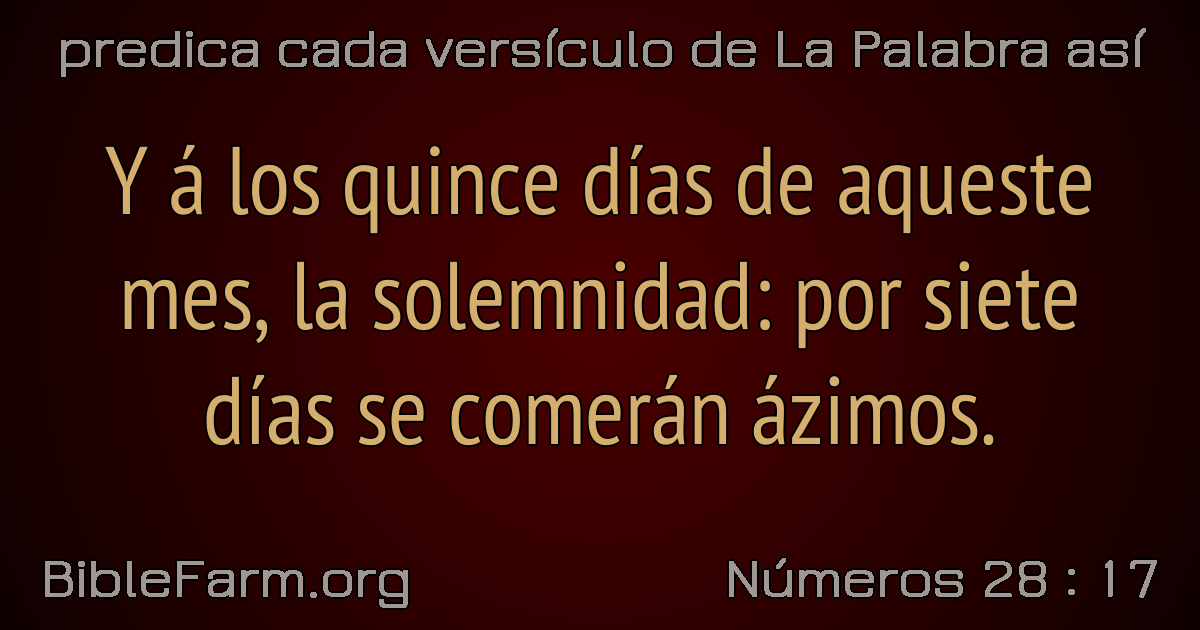 predica cada versículo de La Palabra así
Y á los quince días de aqueste
mes, la solemnidad: por siete
días se comerán ázimos.
BibleFarm.org
Números 28 : 17